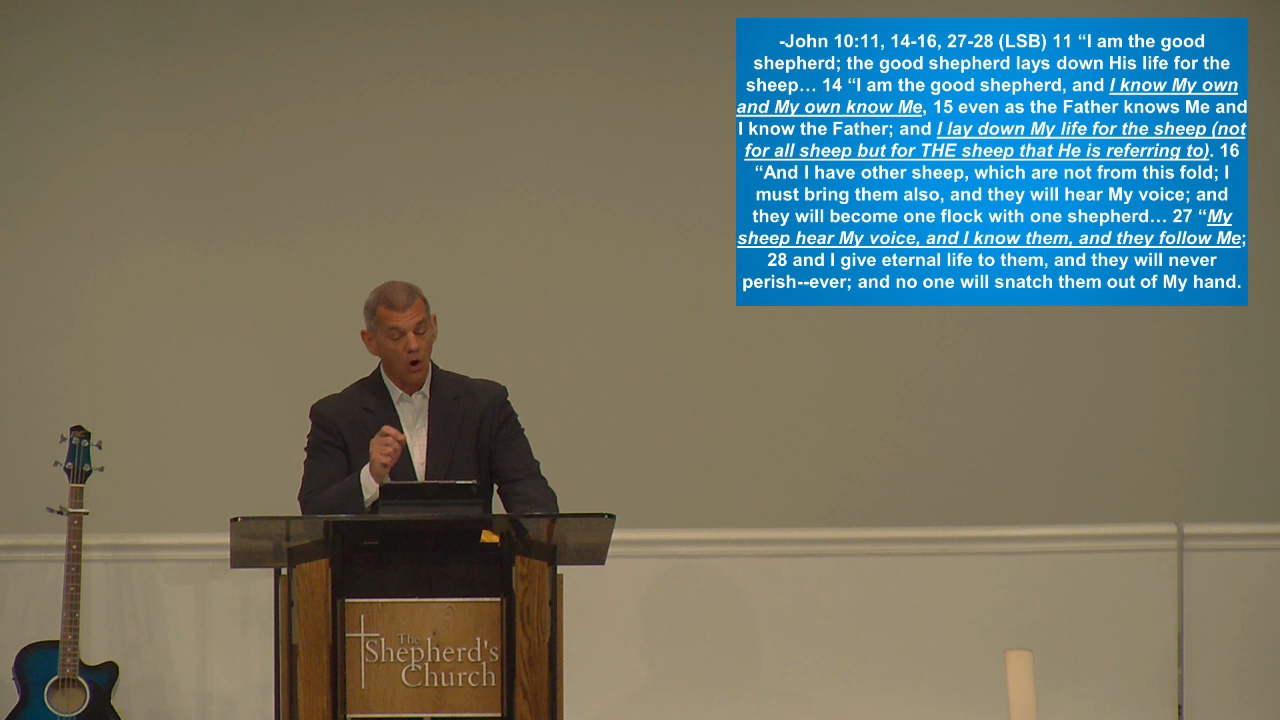 -John 10:11, 14-16, 27-28 (LSB) 11 “I am the good
shepherd; the good shepherd lays down His life for the
sheep… 14 “I am the good shepherd, and I know My own
and My own know Me, 15 even as the Father knows Me and
I know the Father; and I lay down My life for the sheep (not
for all sheep but for THE sheep that He is referring to). 16
“And I have other sheep, which are not from this fold; I
must bring them also, and they will hear My voice; and
they will become one flock with one shepherd… 27 “My
sheep hear My voice, and I know them, and they follow Me;
28 and I give eternal life to them, and they will never
perish--ever; and no one will snatch them out of My hand.
The
Shepherd's
Church